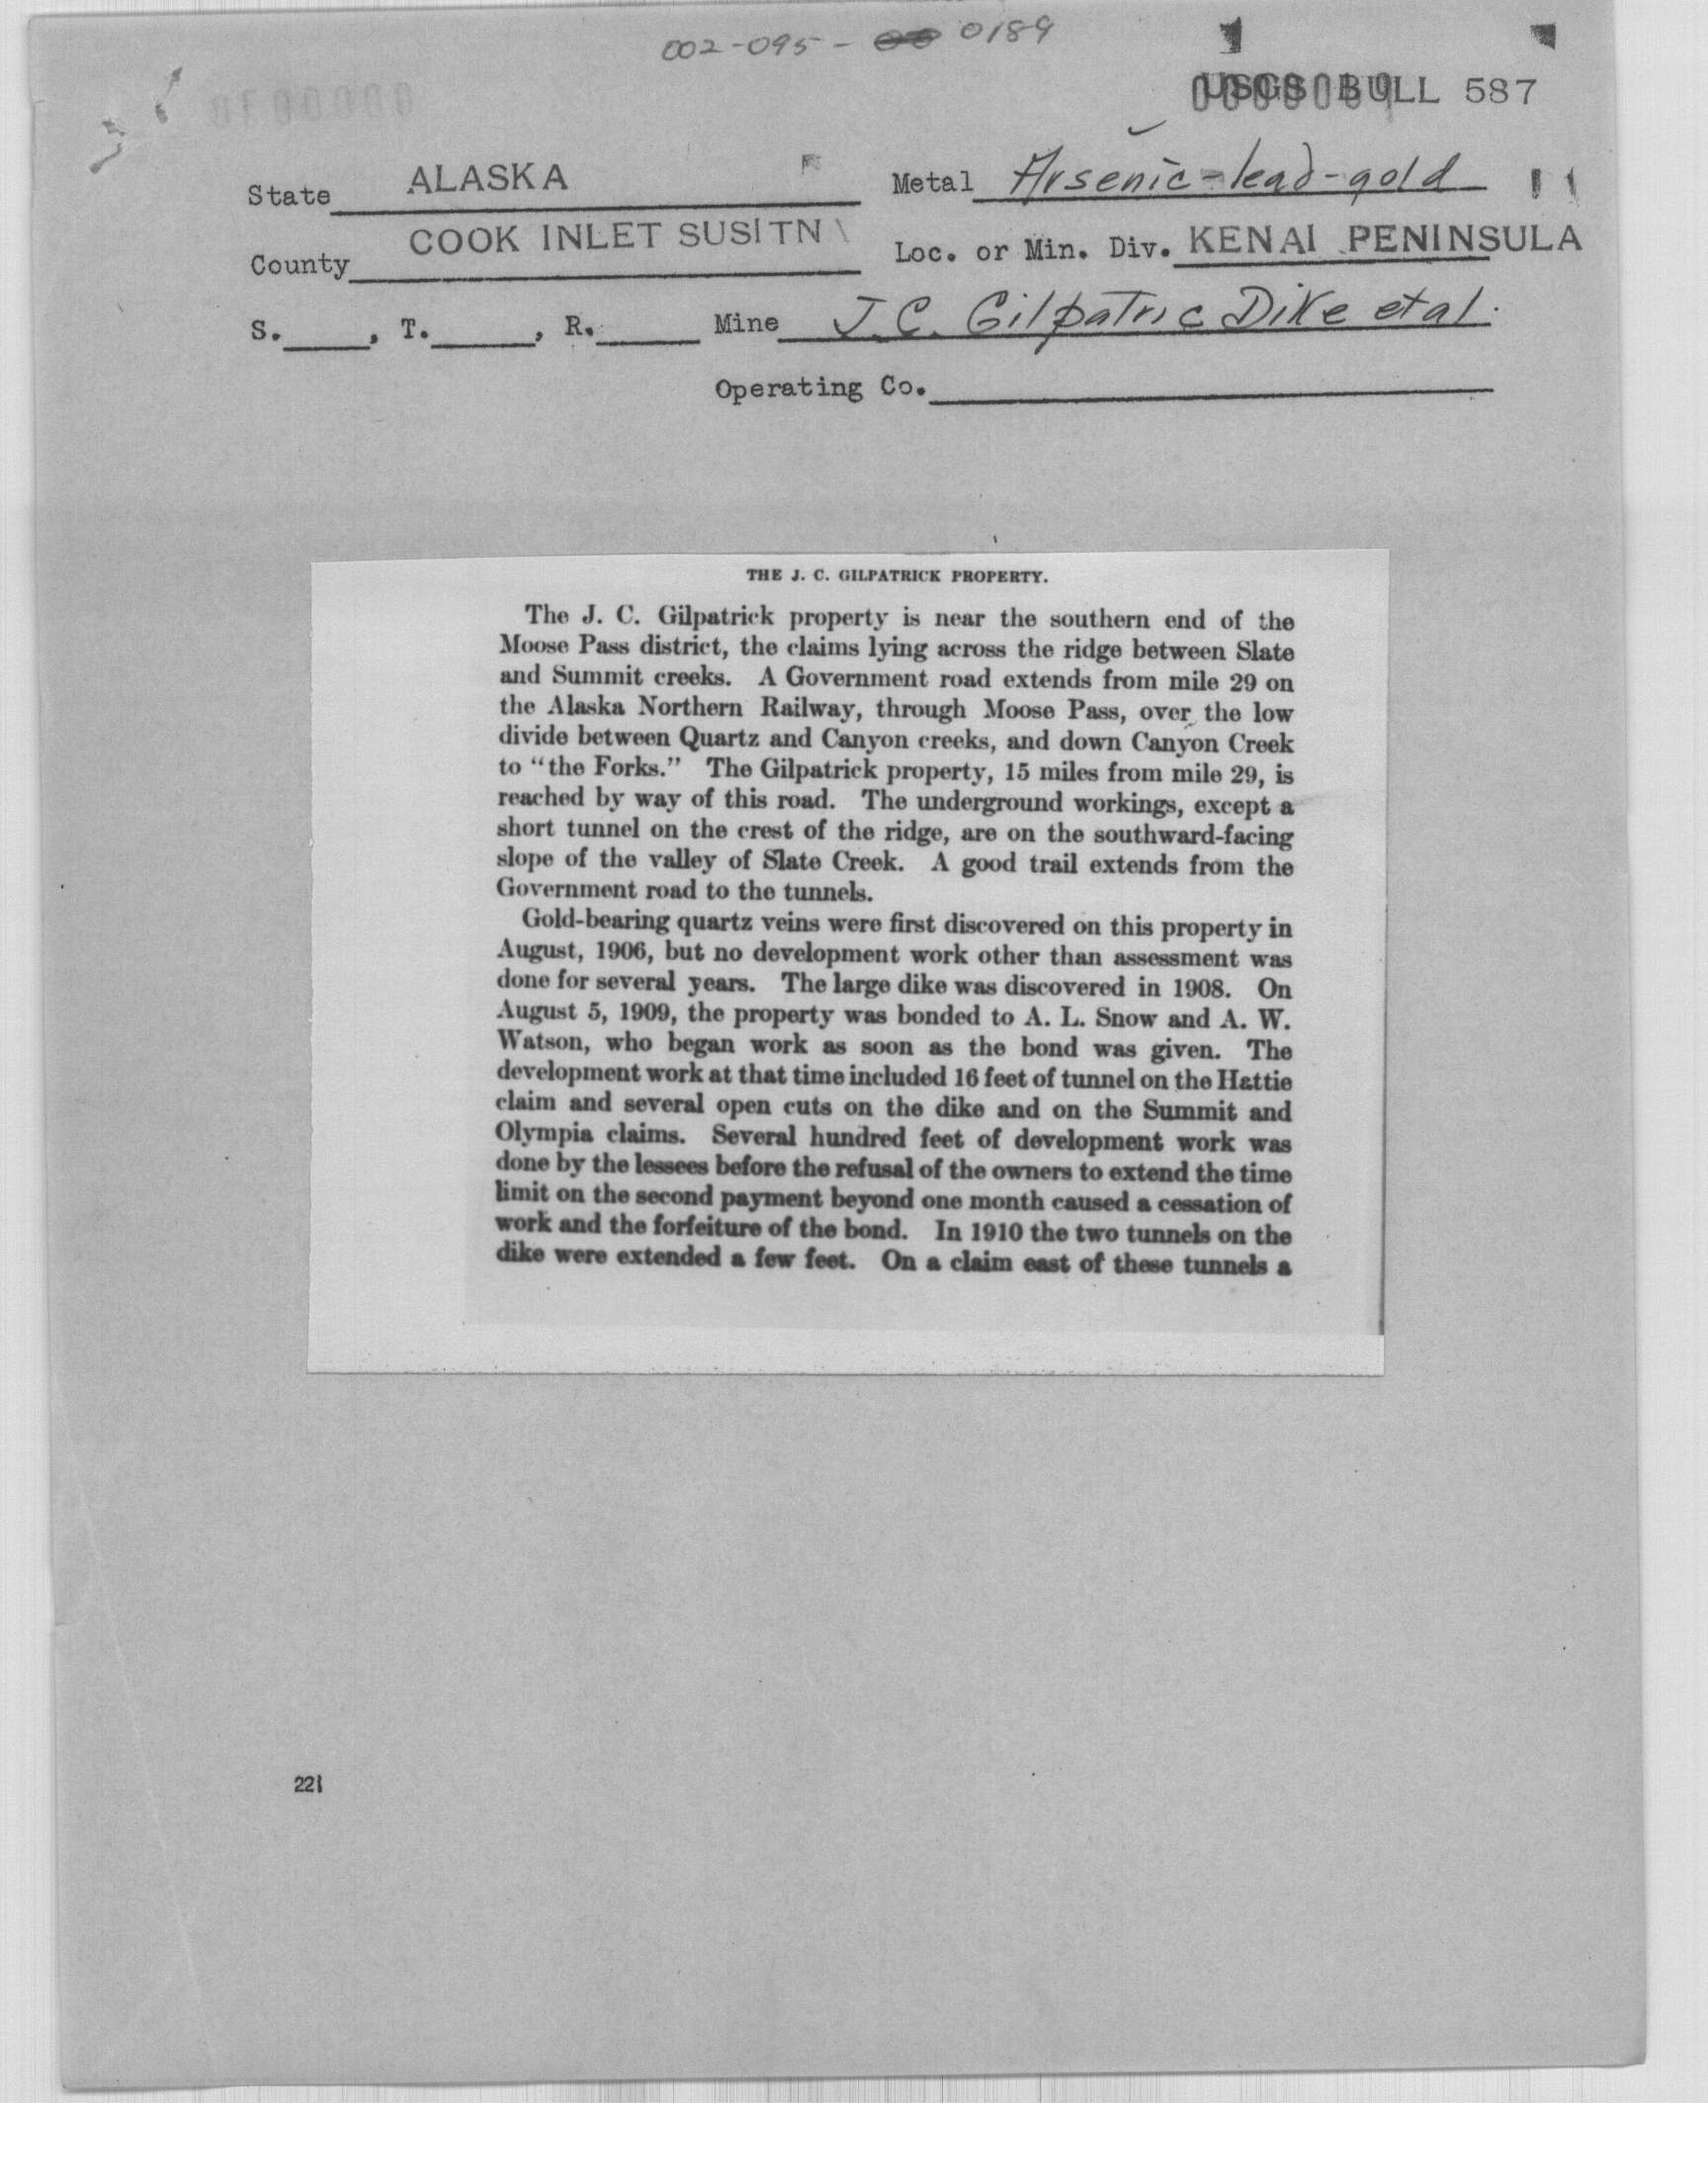 002-095- 0189
USGS BULL 587
State ALASKA Metal Arsenic-lead-gold
County COOK INLET SUSITN Loc. or Min. Div. KENAI PENINSULA
S. , T. , R. Mine J.C. Gilpatric Dike et al.
Operating Co.
THE J. C. GILPATRICK PROPERTY.
The J. C. Gilpatrick property is near the southern end of the
Moose Pass district, the claims lying across the ridge between Slate
and Summit creeks. A Government road extends from mile 29 on
the Alaska Northern Railway, through Moose Pass, over the low
divide between Quartz and Canyon creeks, and down Canyon Creek
to “the Forks.” The Gilpatrick property, 15 miles from mile 29, is
reached by way of this road. The underground workings, except a
short tunnel on the crest of the ridge, are on the southward-facing
slope of the valley of Slate Creek. A good trail extends from the
Government road to the tunnels.
Gold-bearing quartz veins were first discovered on this property in
August, 1906, but no development work other than assessment was
done for several years. The large dike was discovered in 1908. On
August 5, 1909, the property was bonded to A. L. Snow and A. W.
Watson, who began work as soon as the bond was given. The
development work at that time included 16 feet of tunnel on the Hattie
claim and several open cuts on the dike and on the Summit and
Olympia claims. Several hundred feet of development work was
done by the lessees before the refusal of the owners to extend the time
limit on the second payment beyond one month caused a cessation of
work and the forfeiture of the bond. In 1910 the two tunnels on the
dike were extended a few feet. On a claim east of these tunnels a
221